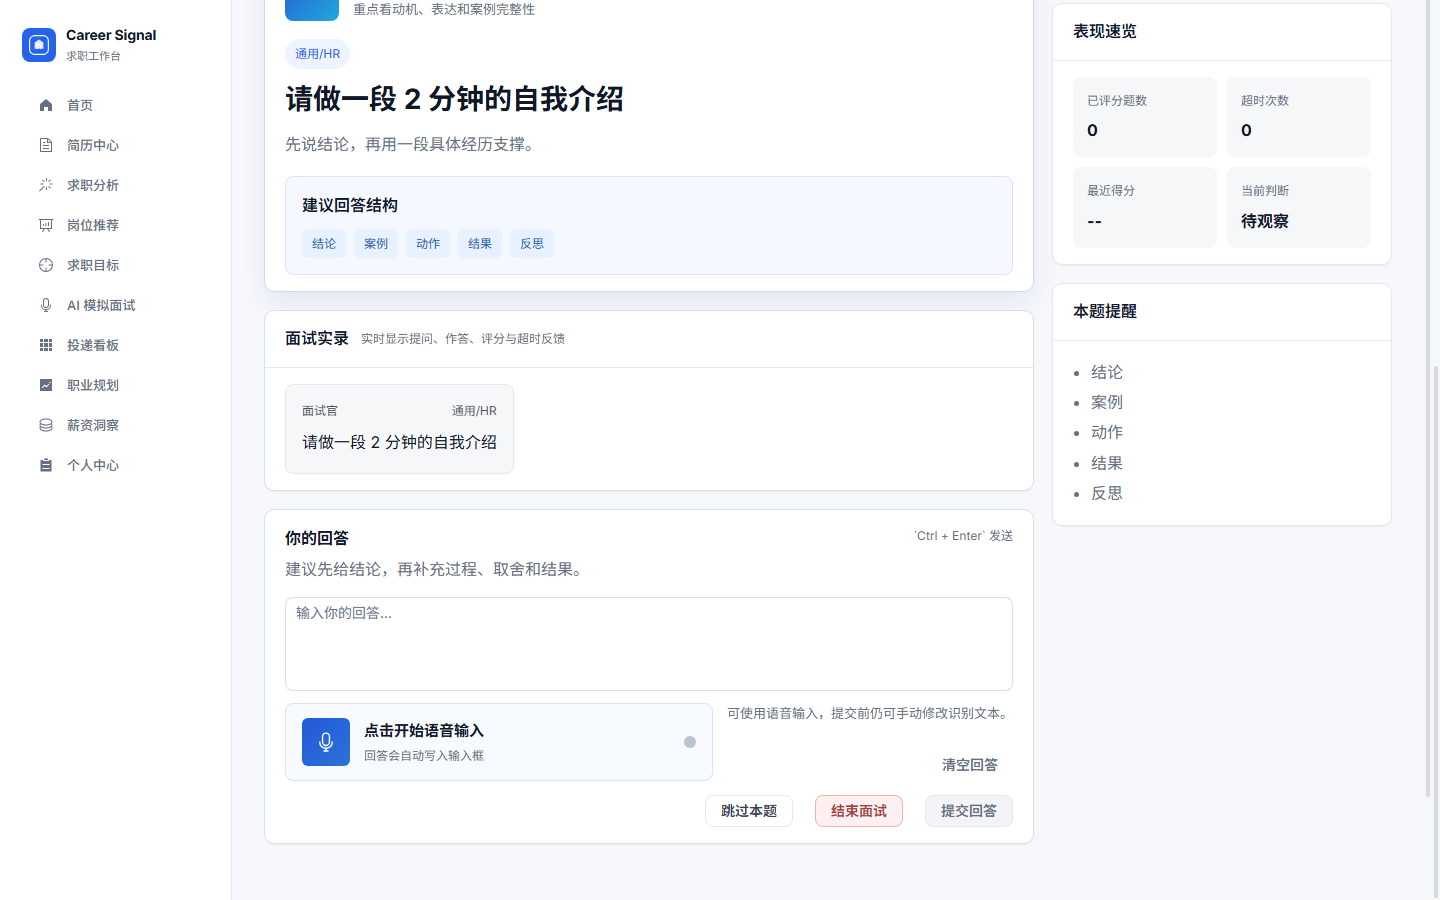 Career Signal
求职工作台
首页
简历中心
求职分析
岗位推荐
求职目标
AI 模拟面试
投递看板
职业规划
薪资洞察
个人中心
重点看动机、表达和案例完整性
通用/HR
请做一段 2 分钟的自我介绍
先说结论，再用一段具体经历支撑。
建议回答结构
结论 案例 动作 结果 反思
面试实录 实时显示提问、作答、评分与超时反馈
面试官 通用/HR
请做一段 2 分钟的自我介绍
你的回答 `Ctrl + Enter` 发送
建议先给结论，再补充过程、取舍和结果。
输入你的回答...
点击开始语音输入
回答会自动写入输入框
可使用语音输入，提交前仍可手动修改识别文本。
清空回答
跳过本题 结束面试 提交回答
表现速览
已评分题数
0
超时次数
0
最近得分
--
当前判断
待观察
本题提醒
结论
案例
动作
结果
反思